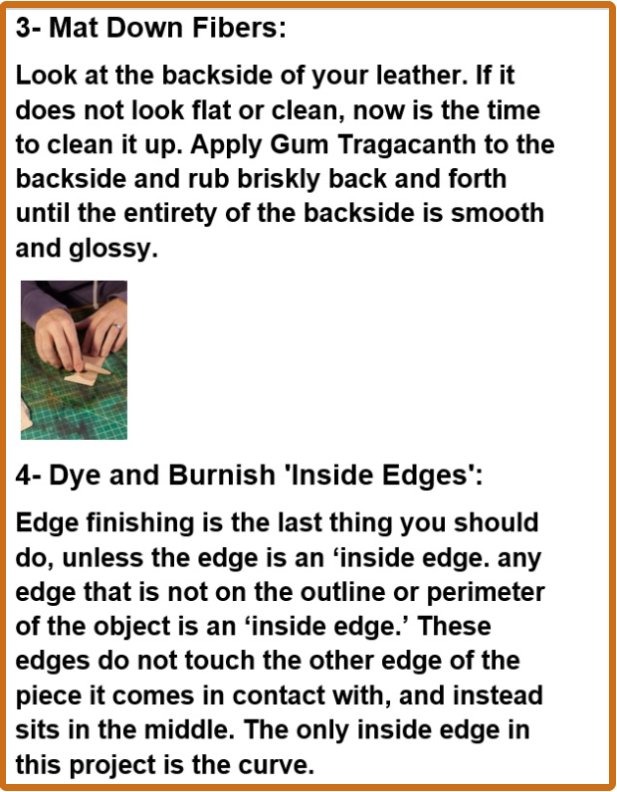 3- Mat Down Fibers:
Look at the backside of your leather. If it
does not look flat or clean, now is the time
to clean it up. Apply Gum Tragacanth to the
backside and rub briskly back and forth
until the entirety of the backside is smooth
and glossy.
4- Dye and Burnish 'Inside Edges':
Edge finishing is the last thing you should
do, unless the edge is an ‘inside edge. any
edge that is not on the outline or perimeter
of the object is an ‘inside edge.’ These
edges do not touch the other edge of the
piece it comes in contact with, and instead
sits in the middle. The only inside edge in
this project is the curve.